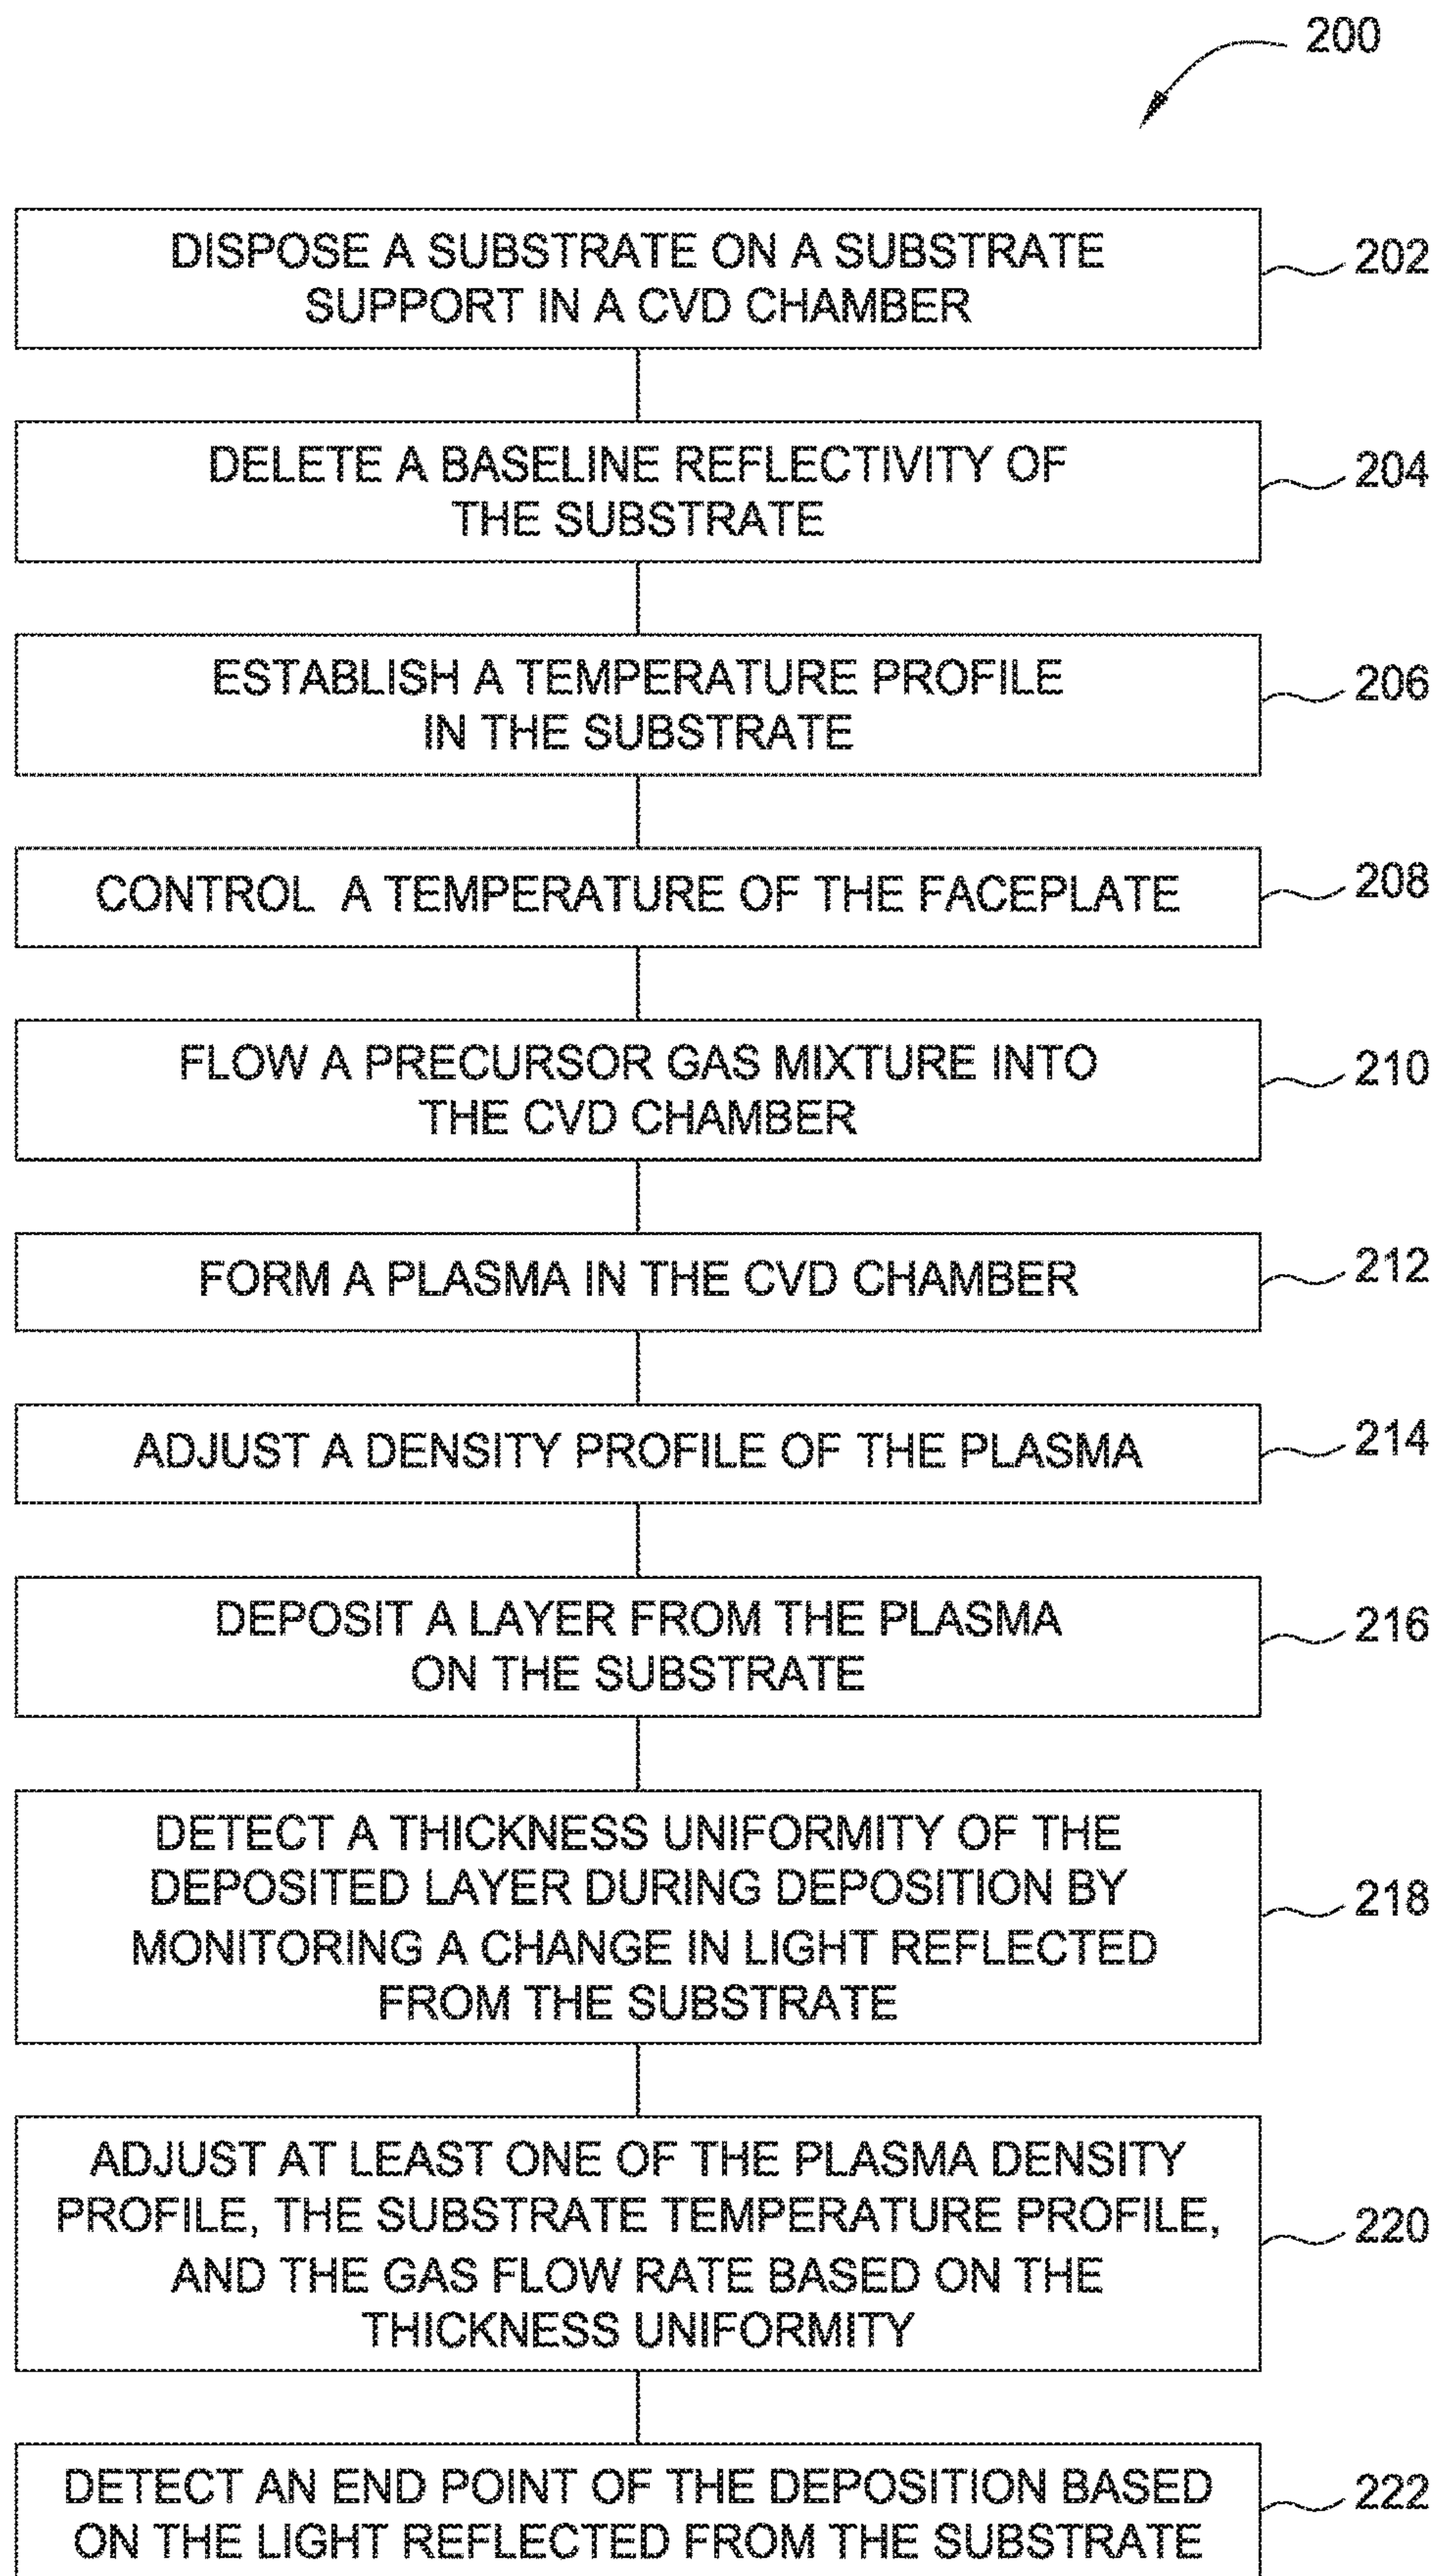 200
DISPOSE A SUBSTRATE ON A SUBSTRATE
SUPPORT IN A CVD CHAMBER
202
DELETE A BASELINE REFLECTIVITY OF
THE SUBSTRATE
204
ESTABLISH A TEMPERATURE PROFILE
IN THE SUBSTRATE
206
CONTROL A TEMPERATURE OF THE FACEPLATE
208
FLOW A PRECURSOR GAS MIXTURE INTO
THE CVD CHAMBER
210
FORM A PLASMA IN THE CVD CHAMBER
212
ADJUST A DENSITY PROFILE OF THE PLASMA
214
DEPOSIT A LAYER FROM THE PLASMA
ON THE SUBSTRATE
216
DETECT A THICKNESS UNIFORMITY OF THE
DEPOSITED LAYER DURING DEPOSITION BY
MONITORING A CHANGE IN LIGHT REFLECTED
FROM THE SUBSTRATE
218
ADJUST AT LEAST ONE OF THE PLASMA DENSITY
PROFILE, THE SUBSTRATE TEMPERATURE PROFILE,
AND THE GAS FLOW RATE BASED ON THE
THICKNESS UNIFORMITY
220
DETECT AN END POINT OF THE DEPOSITION BASED
ON THE LIGHT REFLECTED FROM THE SUBSTRATE
222